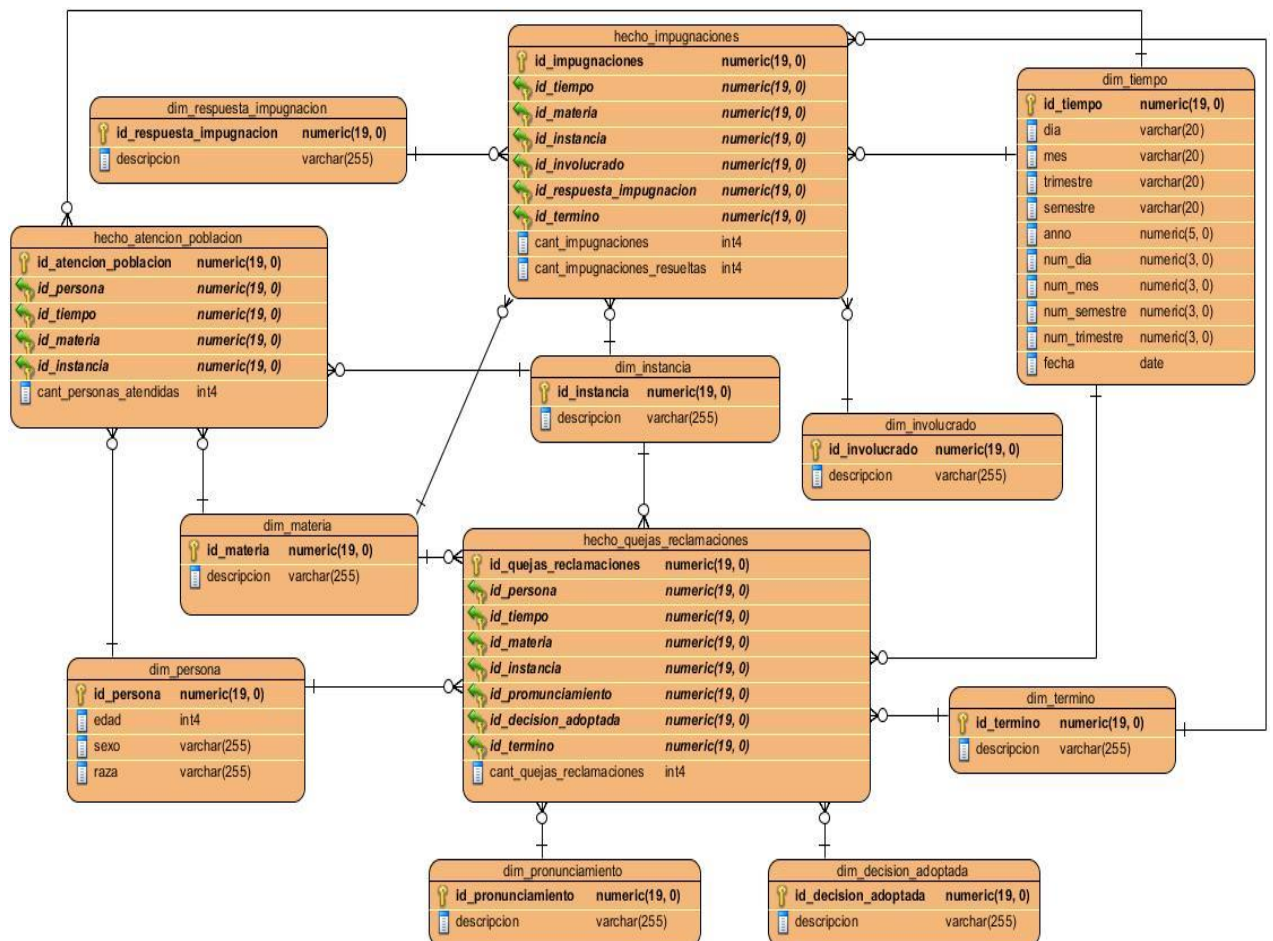 hecho_impugnaciones
id_impugnaciones numeric(19, 0)
id_tiempo numeric(19, 0)
id_materia numeric(19, 0)
id_instancia numeric(19, 0)
id_involucrado numeric(19, 0)
id_respuesta_impugnacion numeric(19, 0)
id_termino numeric(19, 0)
cant_impugnaciones int4
cant_impugnaciones_resueltas int4
dim_tiempo
id_tiempo numeric(19, 0)
dia varchar(20)
mes varchar(20)
trimestre varchar(20)
semestre varchar(20)
anno numeric(5, 0)
num_dia numeric(3, 0)
num_mes numeric(3, 0)
num_semestre numeric(3, 0)
num_trimestre numeric(3, 0)
fecha date
dim_respuesta_impugnacion
id_respuesta_impugnacion numeric(19, 0)
descripcion varchar(255)
hecho_atencion_poblacion
id_atencion_poblacion numeric(19, 0)
id_persona numeric(19, 0)
id_tiempo numeric(19, 0)
id_materia numeric(19, 0)
id_instancia numeric(19, 0)
cant_personas_atendidas int4
dim_instancia
id_instancia numeric(19, 0)
descripcion varchar(255)
dim_involucrado
id_involucrado numeric(19, 0)
descripcion varchar(255)
dim_materia
id_materia numeric(19, 0)
descripcion varchar(255)
hecho_quejas_reclamaciones
id_quejas_reclamaciones numeric(19, 0)
id_persona numeric(19, 0)
id_tiempo numeric(19, 0)
id_materia numeric(19, 0)
id_instancia numeric(19, 0)
id_promunciamiento numeric(19, 0)
id_decision_adoptada numeric(19, 0)
id_termino numeric(19, 0)
cant_quejas_reclamaciones int4
dim_persona
id_persona numeric(19, 0)
edad int4
sexo varchar(255)
raza varchar(255)
dim_termino
id_termino numeric(19, 0)
descripcion varchar(255)
dim_pronunciamiento
id_pronunciamiento numeric(19, 0)
descripcion varchar(255)
dim_decision_adoptada
id_decision_adoptada numeric(19, 0)
descripcion varchar(255)